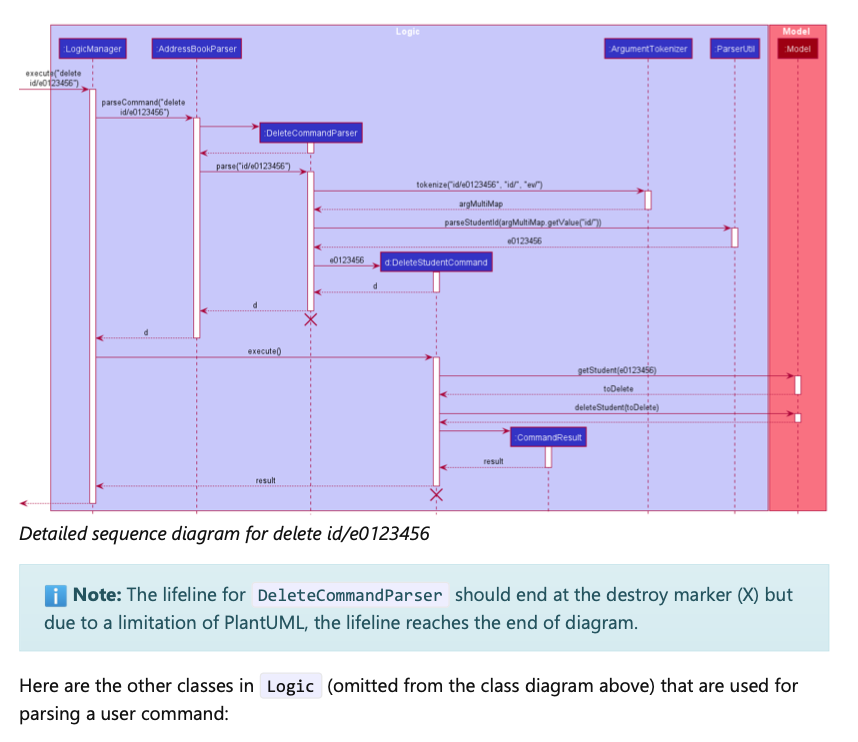 Logic
Model
:LogicManager
:AddressBookParser
:ArgumentTokenizer
:ParserUtil
:Model
execute("delete
id/e0123456")
parseCommand("delete
id/e0123456")
:DeleteCommandParser
parse("id/e0123456")
tokenize("id/e0123456", "id/", "ev/")
argMultiMap
parseStudentId(argMultiMap.getValue("id/"))
e0123456
e0123456
d:DeleteStudentCommand
d
d
d
execute()
getStudent(e0123456)
toDelete
deleteStudent(toDelete)
:CommandResult
result
result
Detailed sequence diagram for delete id/e0123456
Note: The lifeline for DeleteCommandParser should end at the destroy marker (X) but
due to a limitation of PlantUML, the lifeline reaches the end of diagram.
Here are the other classes in Logic (omitted from the class diagram above) that are used for
parsing a user command: